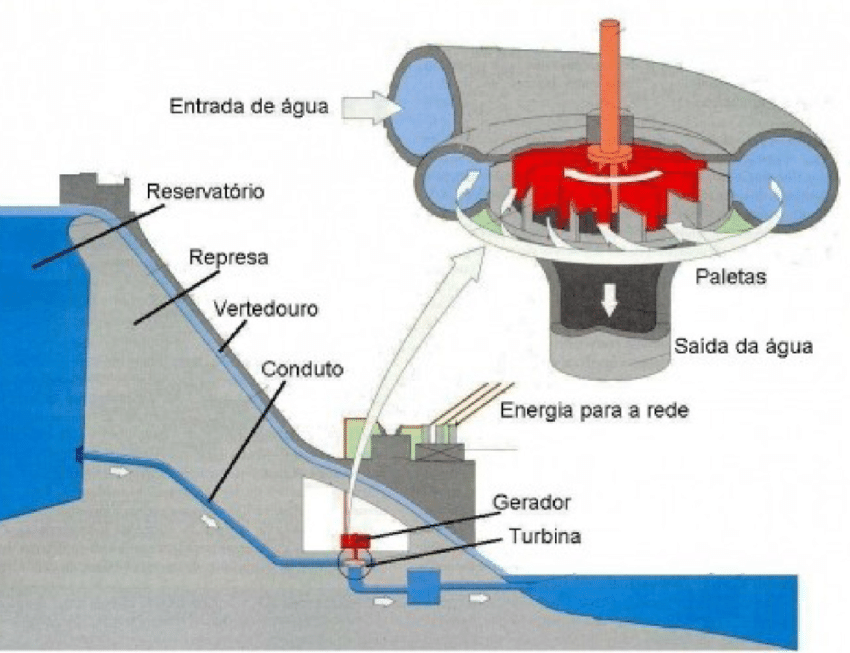 Entrada de água
Reservatório
Represa
Paletas
Vertedouro
Saída da água
Conduto
Energia para a rede
Gerador
Turbina